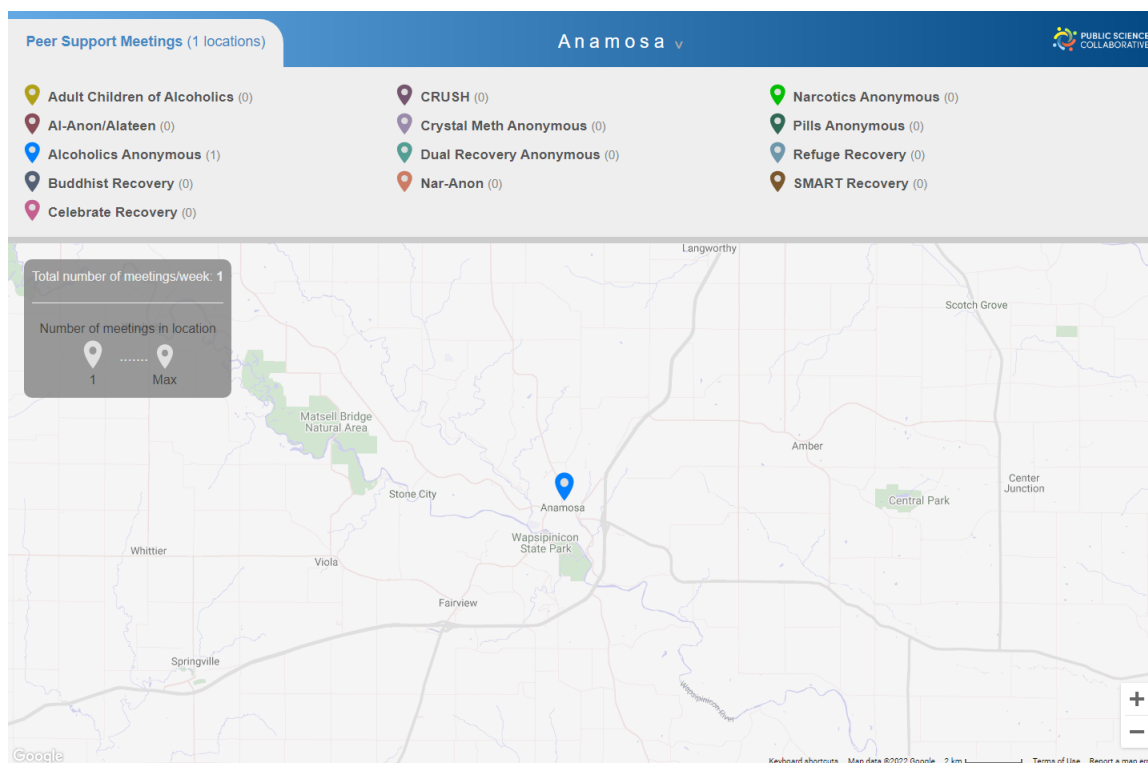 Peer Support Meetings (1 locations)
Anamosa v
PUBLIC SCIENCE
COLLABORATIVE
Adult Children of Alcoholics (0)
Al-Anon/Alateen (0)
Alcoholics Anonymous (1)
Buddhist Recovery (0)
Celebrate Recovery (0)
CRUSH (0)
Crystal Meth Anonymous (0)
Dual Recovery Anonymous (0)
Nar-Anon (0)
Narcotics Anonymous (0)
Pills Anonymous (0)
Refuge Recovery (0)
SMART Recovery (0)
Total number of meetings/week: 1
Number of meetings in location
.......
1 Max
Langworthy
Scotch Grove
Matsell Bridge
Natural Area
Amber
Stone City
Center
Junction
Anamosa
Central Park
Wapsipinicon
State Park
Whittier
Viola
Fairview
Springville
Wapsipinicon River
+
−
Google
Keyboard shortcuts Map data ©2022 Google 2 km Terms of Use Report a map